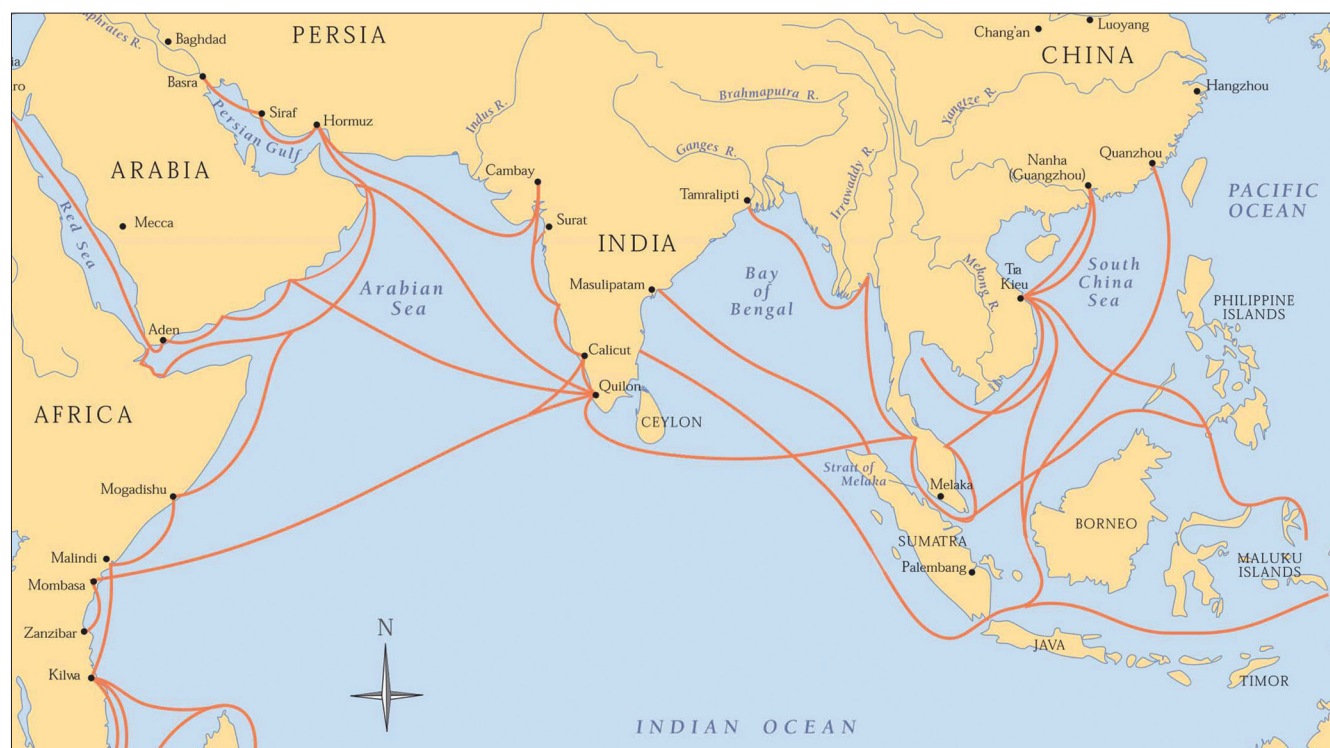 Luoyang
Baghdad
PERSIA
Chang'an
CHINA
Basra
Hangzhou
Brahmaputra R.
Yangtze R.
Siraf
Hormuz
Persian Gulf
Indus R.
Ganges R.
Irrawaddy R.
Nanha
(Guangzhou)
Quanzhou
ARABIA
Cambay
Tamralipti
PACIFIC
OCEAN
Red Sea
Mecca
Surat
INDIA
Mekong R.
Tra
Kieu
South
China
Sea
Arabian
Sea
Masulipatam
Bay
of
Bengal
PHILIPPINE
ISLANDS
Aden
Calicut
Quilon
AFRICA
CEYLON
Strait of
Melaka
Melaka
Mogadishu
BORNEO
SUMATRA
Palembang
Malindi
MALUKU
ISLANDS
Mombasa
Zanzibar
N
JAVA
Kilwa
TIMOR
INDIAN OCEAN